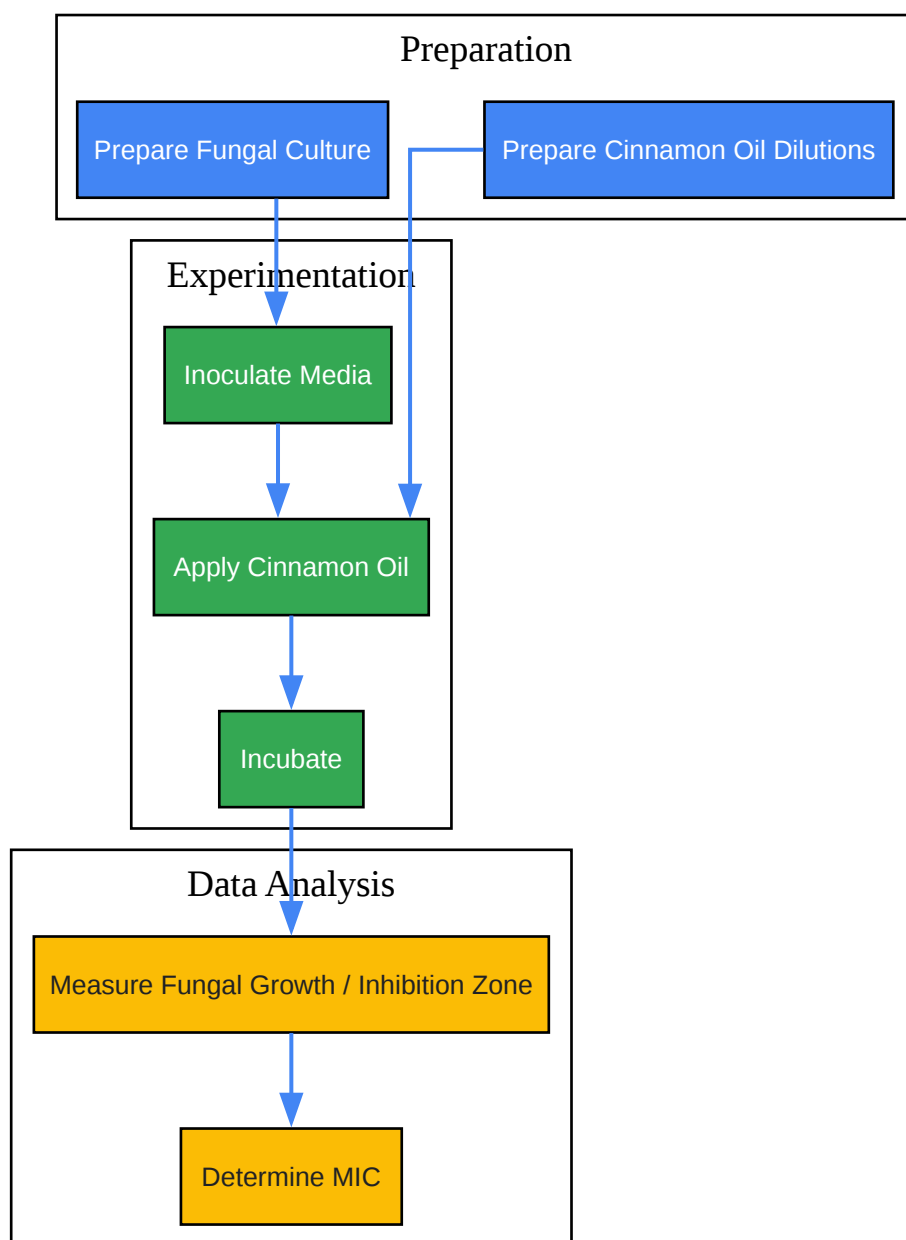 Preparation
Prepare Fungal Culture
Prepare Cinnamon Oil Dilutions
Experimentation
Inoculate Media
Apply Cinnamon Oil
Incubate
Data Analysis
Measure Fungal Growth / Inhibition Zone
Determine MIC